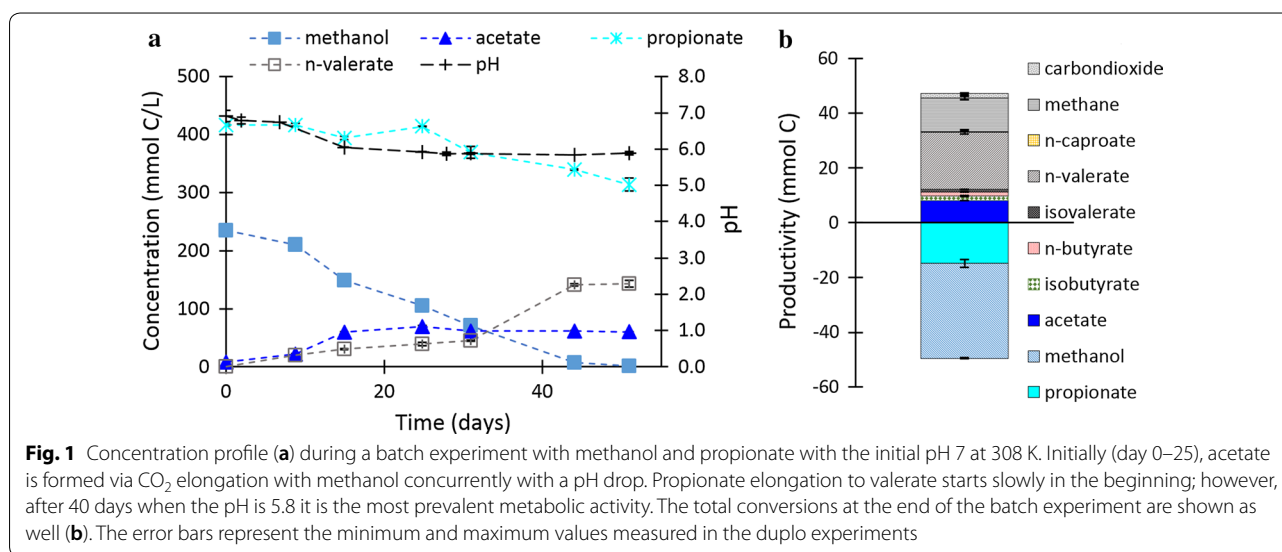 a
methanol acetate propionate
n-valerate pH
500 8.0
400 7.0
6.0
300 5.0
4.0
200 3.0
100 2.0
1.0
0 0.0
0 20 40
Concentration (mmol C/L)
pH
Time (days)
b
60
40
20
0
-20
-40
-60
Productivity (mmol C)
carbondioxide
methane
n-caproate
n-valerate
isovalerate
n-butyrate
isobutyrate
acetate
methanol
propionate
Fig. 1 Concentration profile (a) during a batch experiment with methanol and propionate with the initial pH 7 at 308 K. Initially (day 0–25), acetate
is formed via CO₂ elongation with methanol concurrently with a pH drop. Propionate elongation to valerate starts slowly in the beginning; however,
after 40 days when the pH is 5.8 it is the most prevalent metabolic activity. The total conversions at the end of the batch experiment are shown as
well (b). The error bars represent the minimum and maximum values measured in the duplo experiments